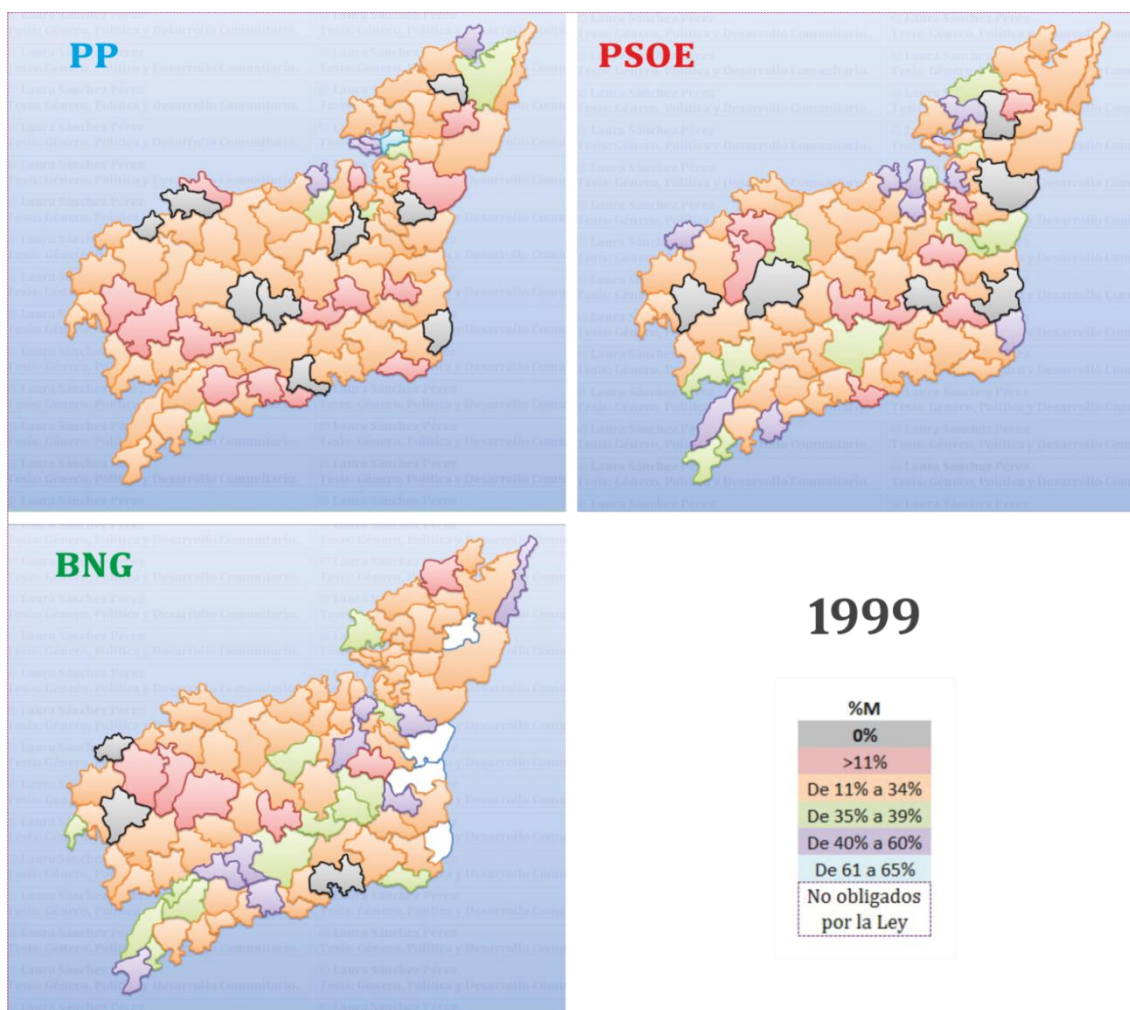 PP
PSOE
BNG
1999
%M
0%
>11%
De 11% a 34%
De 35% a 39%
De 40% a 60%
De 61 a 65%
No obligados
por la Ley
© Laura Sánchez Pérez
Tesis: Género, Política y Desarrollo Comunitario.